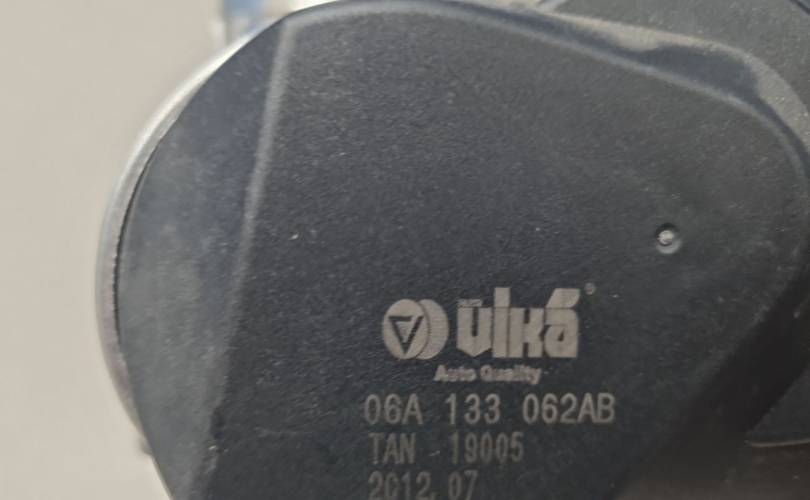 vika®
Auto Quality
06A 133 062AB
TAN 19005
2012.07